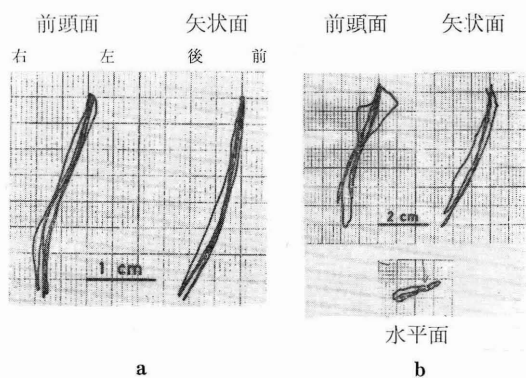 前頭面 矢状面
右 左 後 前
1 cm
a
前頭面 矢状面
2 cm
水平面
b